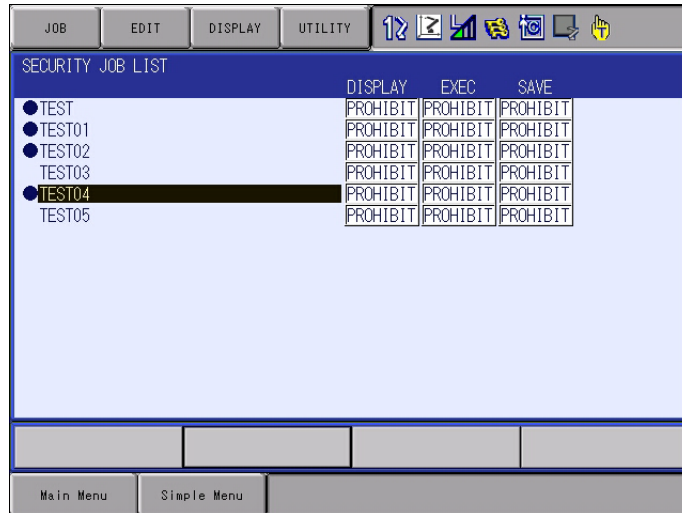 JOB EDIT DISPLAY UTILITY
SECURITY JOB LIST
DISPLAY EXEC SAVE
TEST PROHIBIT PROHIBIT PROHIBIT
TEST01 PROHIBIT PROHIBIT PROHIBIT
TEST02 PROHIBIT PROHIBIT PROHIBIT
TEST03 PROHIBIT PROHIBIT PROHIBIT
TEST04 PROHIBIT PROHIBIT PROHIBIT
TEST05 PROHIBIT PROHIBIT PROHIBIT
Main Menu Simple Menu